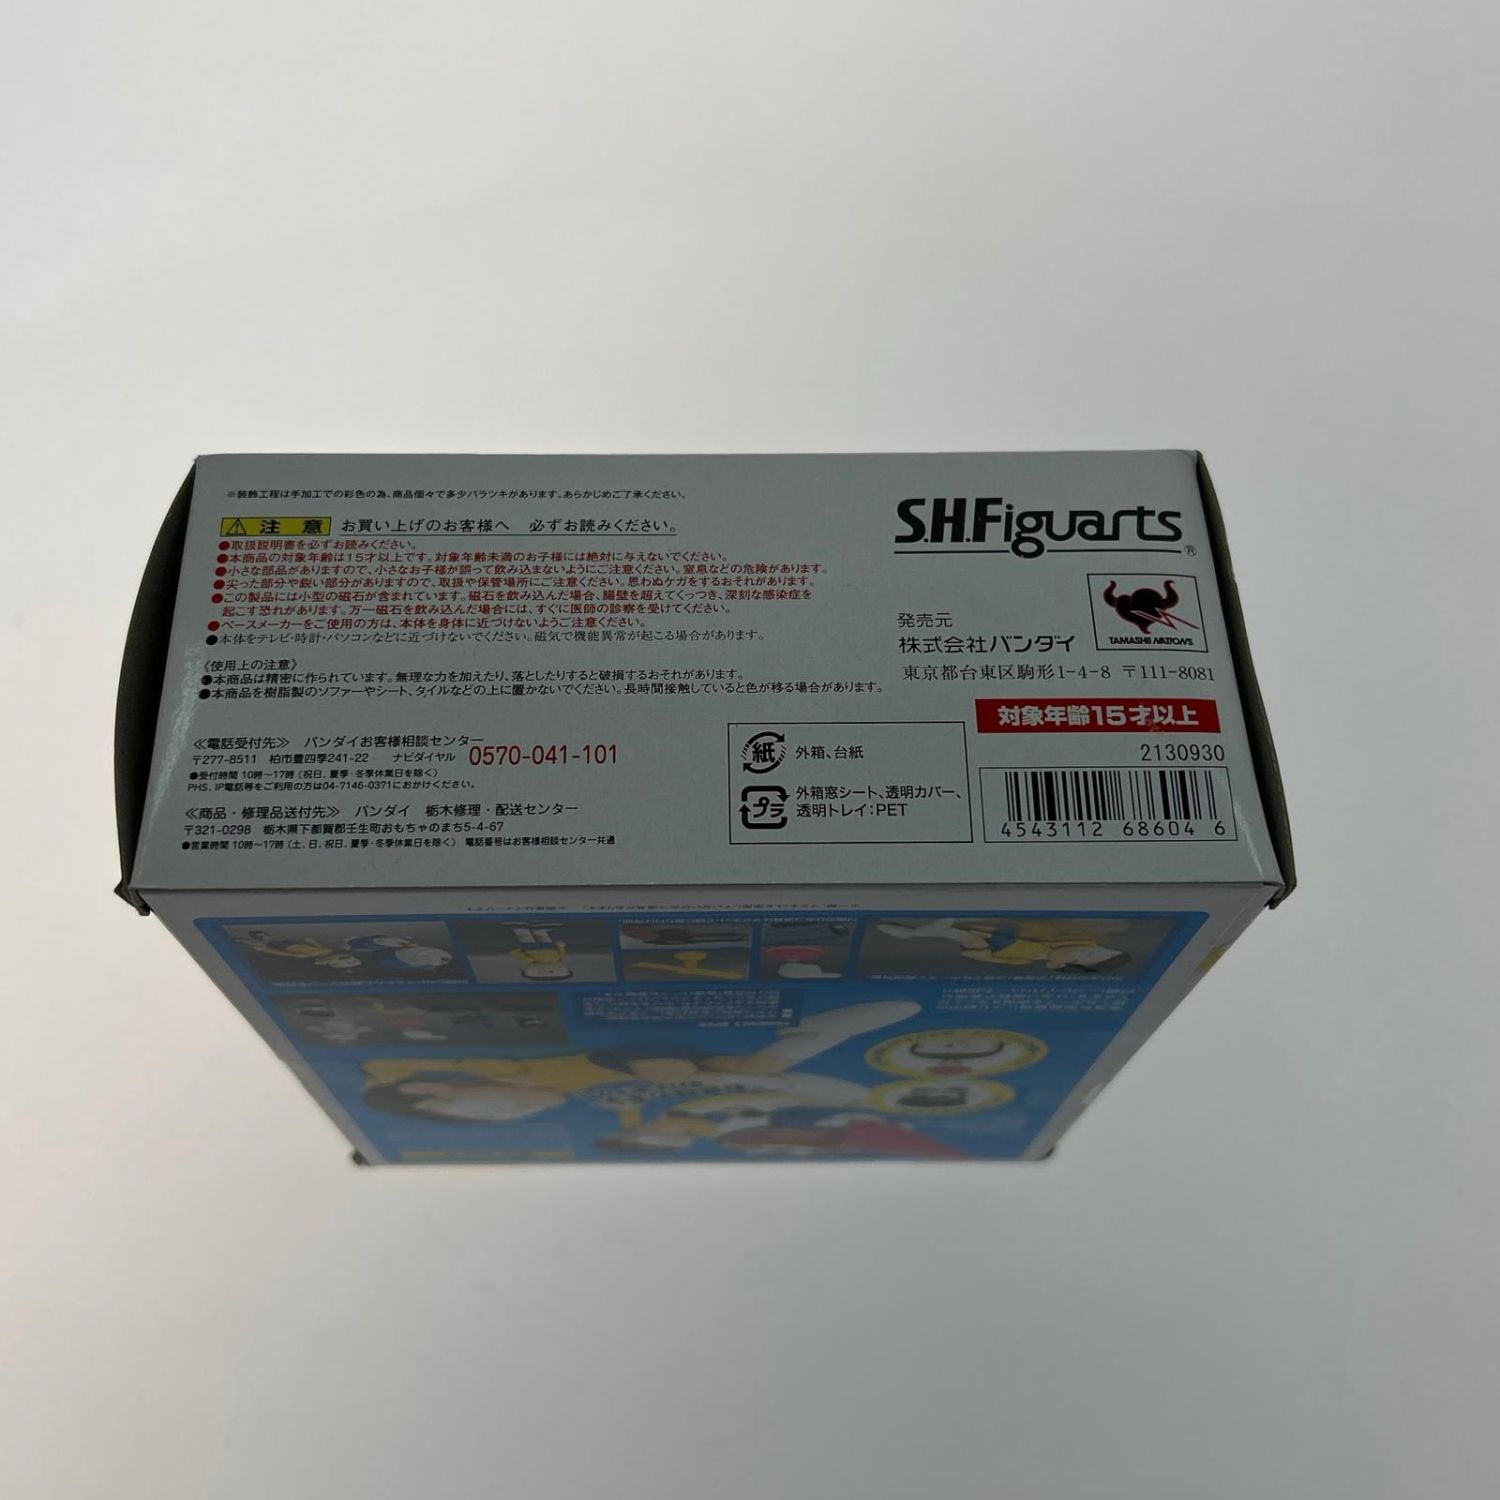 ※装飾工程は手加工での彩色の為、商品個々で多少バラツキがあります。あらかじめご了承ください。
注意 お買い上げのお客様へ 必ずお読みください。
●取扱説明書を必ずお読みください。
●本商品の対象年齢は15才以上です。対象年齢未満のお子様には絶対に与えないでください。
●小さな部品がありますので、小さなお子様が誤って飲み込まないようにご注意ください。窒息などの危険があります。
●尖った部分や鋭い部分がありますので、取扱や保管場所にご注意ください。思わぬケガをするおそれがあります。
●この製品には小型の磁石が含まれています。磁石を飲み込んだ場合、腸壁を超えてくっつき、深刻な感染症を
起こす恐れがあります。万一磁石を飲み込んだ場合には、すぐに医師の診察を受けてください。
●ペースメーカーをご使用の方は、本体を身体に近づけないようご注意ください。
●本体をテレビ・時計・パソコンなどに近づけないでください。磁気で機能異常が起こる場合があります。
《使用上の注意》
●本商品は精密に作られています。無理な力を加えたり、落としたりすると破損するおそれがあります。
●本商品を樹脂製のソファーやシート、タイルなどの上に置かないでください。長時間接触していると色が移る場合があります。
≪電話受付先≫ バンダイお客様相談センター
〒277-8511 柏市豊四季241-22 ナビダイヤル 0570-041-101
●受付時間 10時～17時（祝日、夏季・冬季休業日を除く）
PHS、IP電話等をご利用の方は04-7146-0371におかけください。
≪商品・修理品送付先≫ バンダイ 栃木修理・配送センター
〒321-0298 栃木県下都賀郡壬生町おもちゃのまち5-4-67
●営業時間 10時～17時（土、日、祝日、夏季・冬季休業日を除く） 電話番号はお客様相談センター共通
S.H.Figuarts®
TAMASHII NATIONS
発売元
株式会社バンダイ
東京都台東区駒形1-4-8 〒111-8081
対象年齢15才以上
2130930
紙 外箱、台紙
プラ 外箱窓シート、透明カバー、
透明トレイ:PET
4543112 68604 6